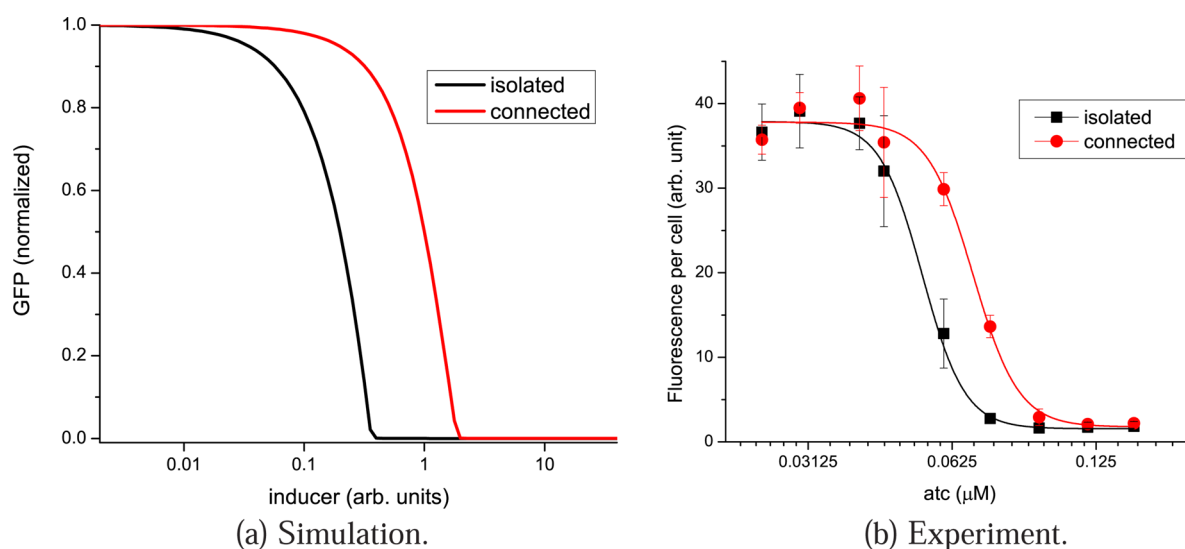 GFP (normalized)
1.0
0.8
0.6
0.4
0.2
0.0
0.01
0.1
1
10
inducer (arb. units)
isolated
connected
(a) Simulation.
Fluorescence per cell (arb. unit)
40
30
20
10
0
0.03125
0.0625
0.125
atc (μM)
isolated
connected
(b) Experiment.